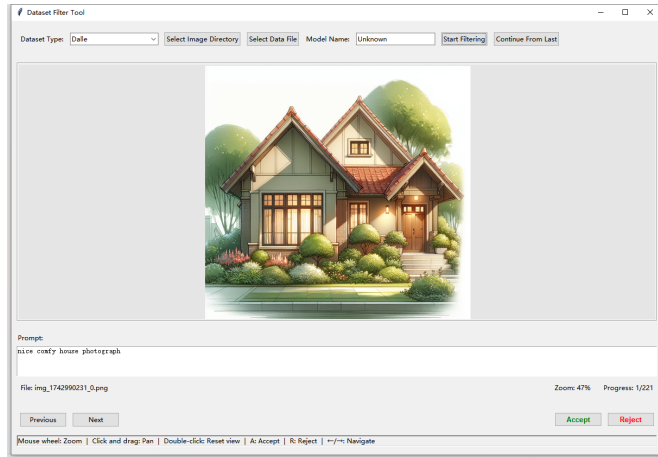 Dataset Filter Tool
Dataset Type: Dalle Select Image Directory Select Data File Model Name: Unknown Start Filtering Continue From Last
Prompt:
nice comfy house photograph
File: img_1742990231_0.png Zoom: 47% Progress: 1/221
Previous Next Accept Reject
Mouse wheel: Zoom | Click and drag: Pan | Double-click: Reset view | A: Accept | R: Reject | ←/→: Navigate